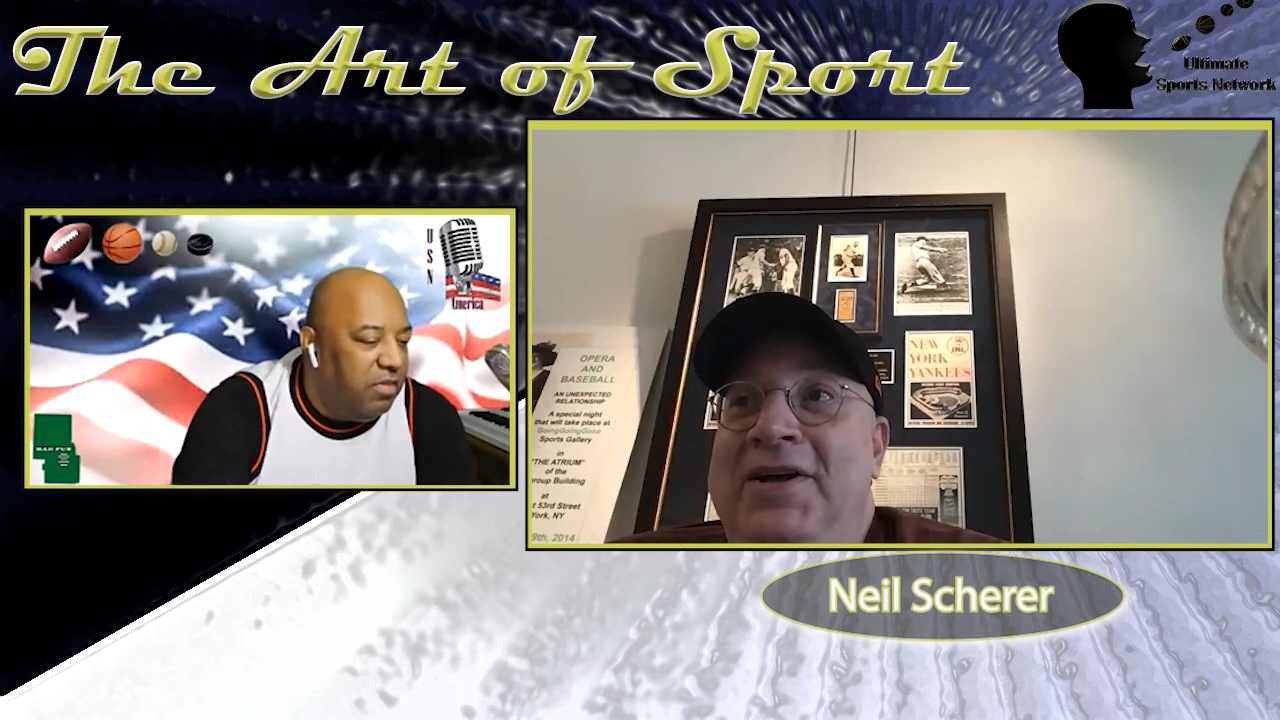 The Art of Sport
Ultimate
Sports Network
USN
America
OPERA
AND
BASEBALL
AN UNEXPECTED
RELATIONSHIP
A special night
that will take place at
GoingGoingGone
Sports Gallery
in
"THE ATRIUM"
of the
roup Building
at
t 53rd Street
York, NY
9th, 2014
NEW
YORK
YANKEES
1961
Neil Scherer